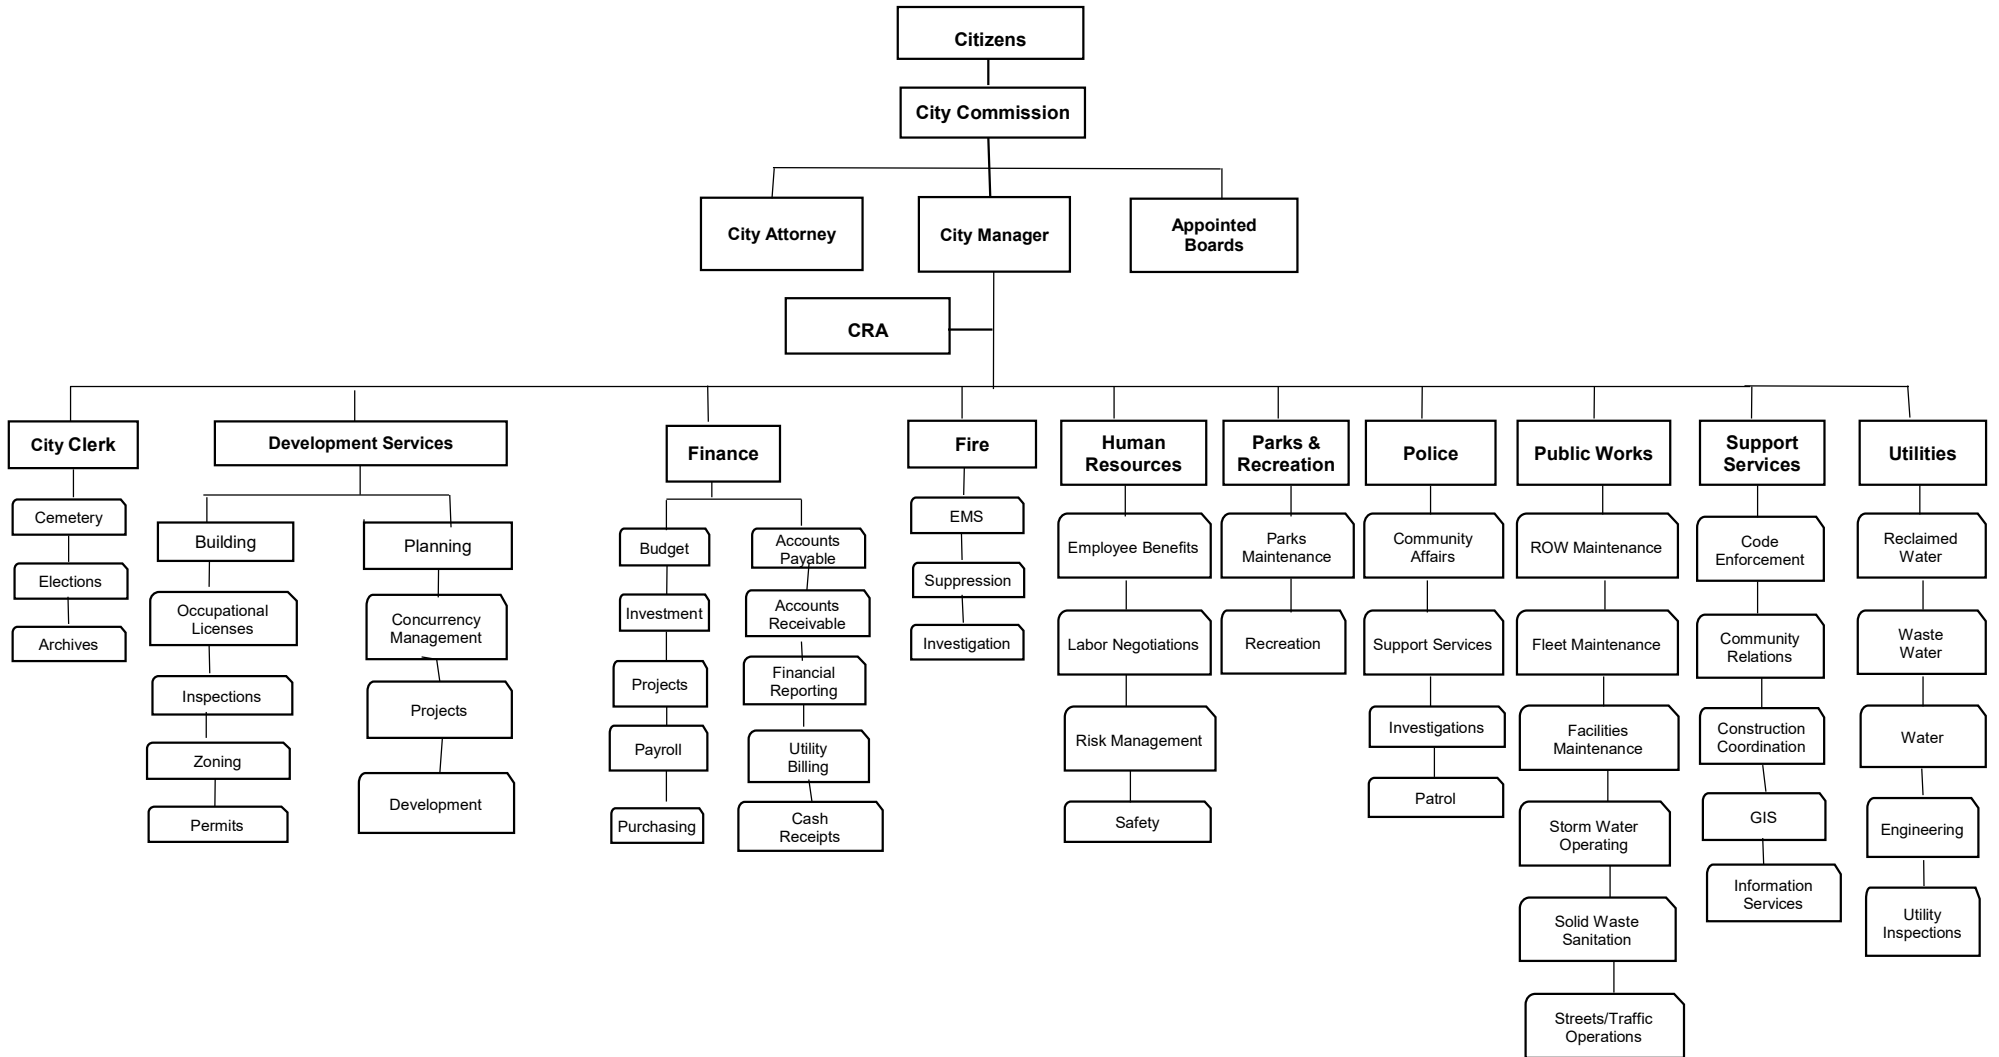 Citizens
City Commission
City Attorney
City Manager
Appointed
Boards
CRA
City Clerk
Cemetery
Elections
Archives
Development Services
Building
Occupational
Licenses
Inspections
Zoning
Permits
Planning
Concurrency
Management
Projects
Development
Finance
Budget
Investment
Projects
Payroll
Purchasing
Accounts
Payable
Accounts
Receivable
Financial
Reporting
Utility
Billing
Cash
Receipts
Fire
EMS
Suppression
Investigation
Human
Resources
Employee Benefits
Labor Negotiations
Risk Management
Safety
Parks &
Recreation
Parks
Maintenance
Recreation
Police
Community
Affairs
Support Services
Investigations
Patrol
Public Works
ROW Maintenance
Fleet Maintenance
Facilities
Maintenance
Storm Water
Operating
Solid Waste
Sanitation
Streets/Traffic
Operations
Support
Services
Code
Enforcement
Community
Relations
Construction
Coordination
GIS
Information
Services
Utilities
Reclaimed
Water
Waste
Water
Water
Engineering
Utility
Inspections